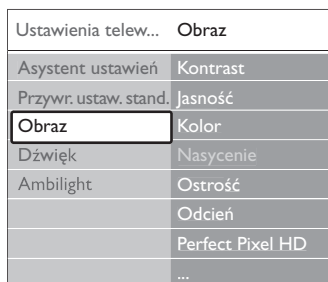 Ustawienia telew... Obraz
Asystent ustawień Kontrast
Przywr. ustaw. stand. Jasność
Obraz Kolor
Dźwięk Nasycenie
Ambilight Ostrość
Odcień
Perfect Pixel HD
...